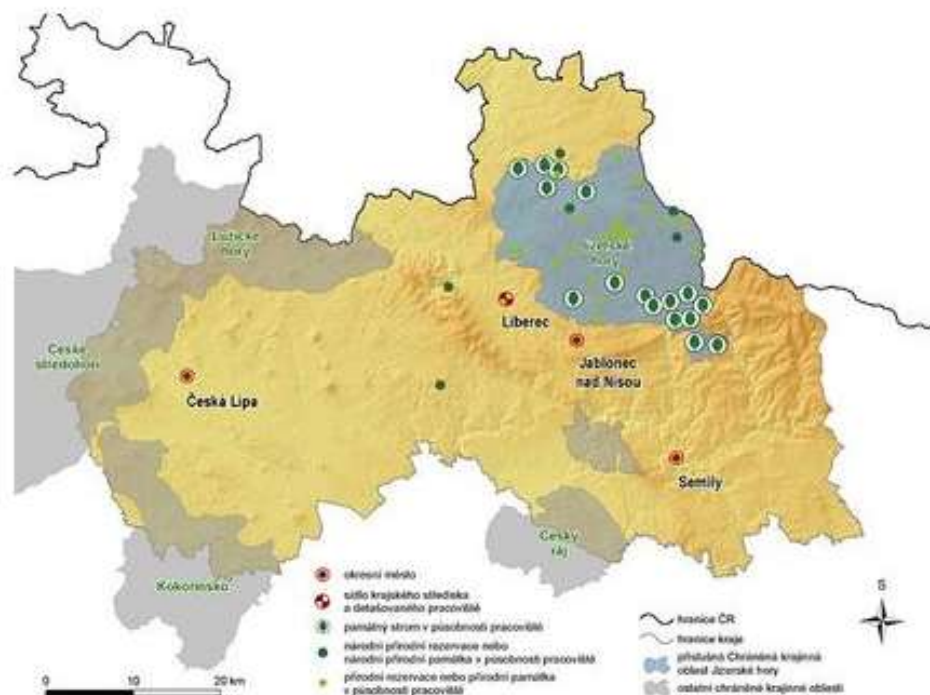 Lužické
hory
Jizerské
hory
Liberec
České
středohoří
Jablonec
nad Nisou
Česká Lípa
Semily
Český
ráj
Kokořínsko
okresní město
sídlo krajského střediska
a detašovaného pracoviště
památný strom v působnosti pracoviště
národní přírodní rezervace nebo
národní přírodní památka v působnosti pracoviště
přírodní rezervace nebo přírodní památka
v působnosti pracoviště
0 10 20 km
S
hranice ČR
hranice kraje
příslušná Chráněná krajinná
oblast Jizerské hory
ostatní chráněné krajinné oblasti